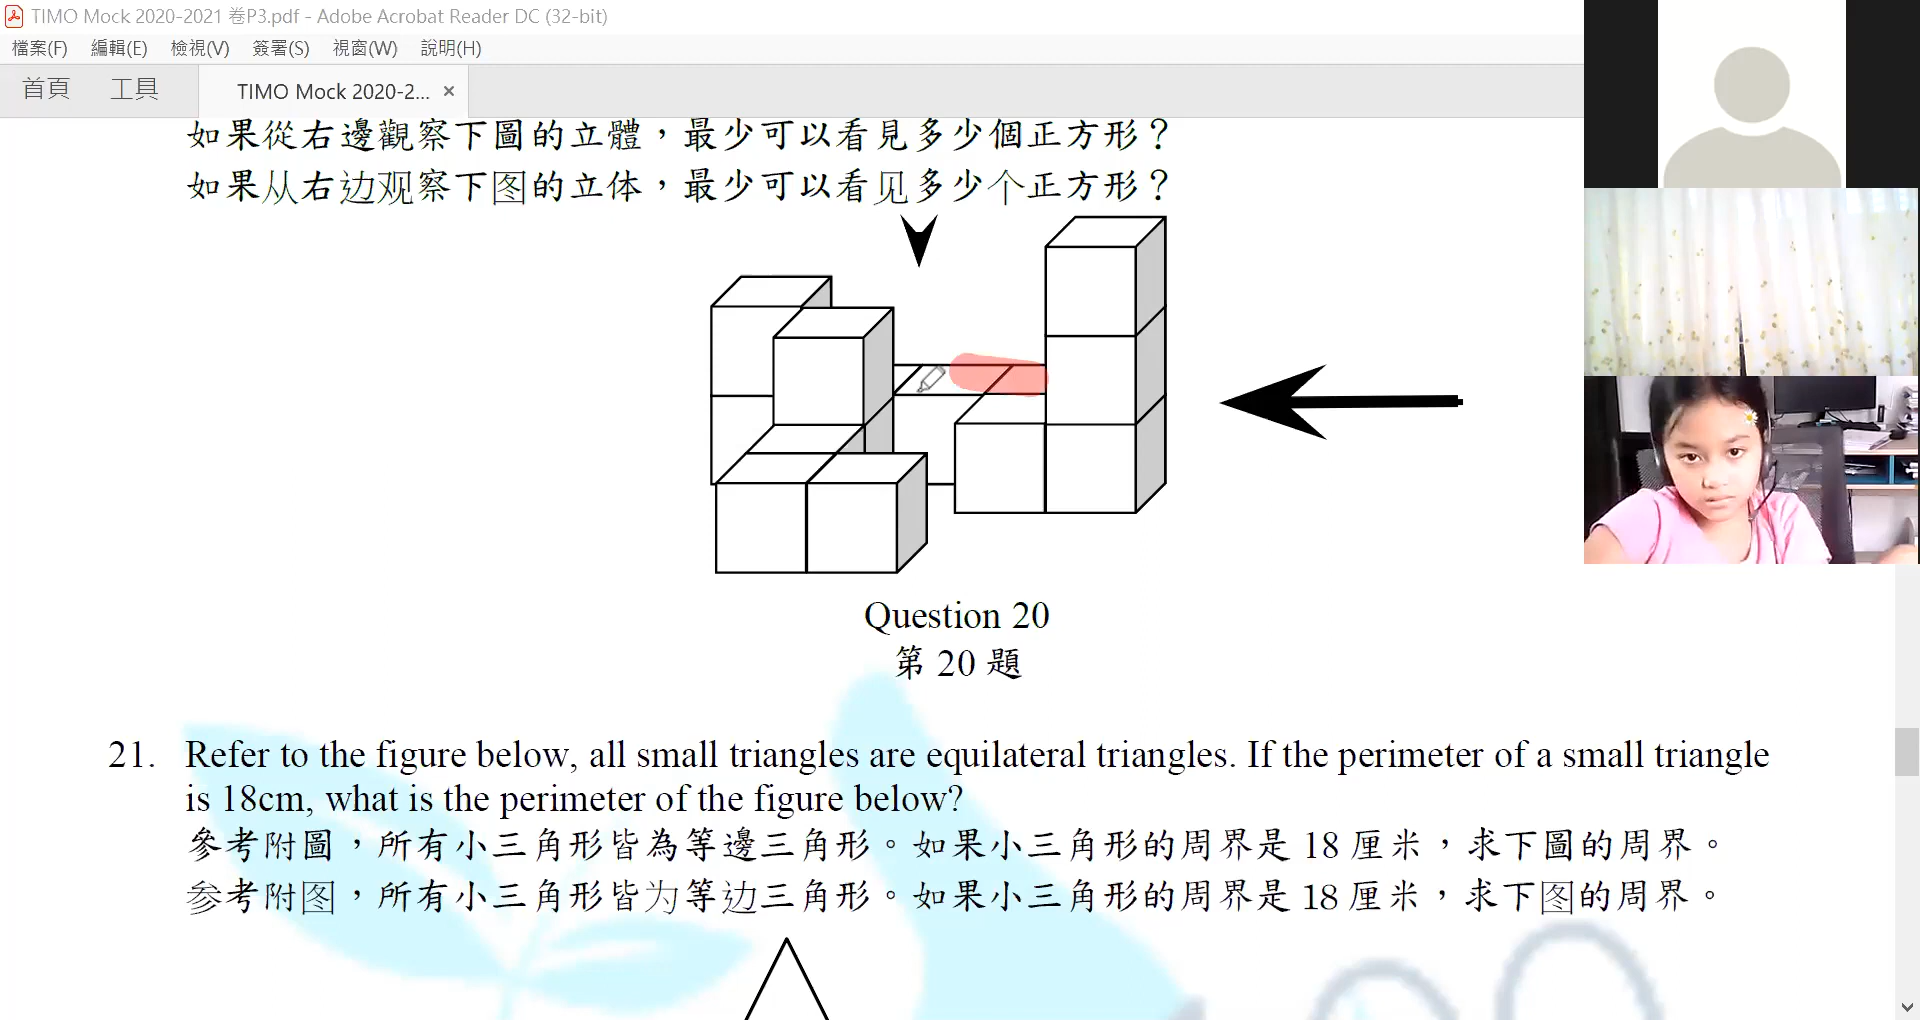 TIMO Mock 2020-2021 卷P3.pdf - Adobe Acrobat Reader DC (32-bit)
檔案(F) 編輯(E) 檢視(V) 簽署(S) 視窗(W) 說明(H)
首頁 工具 TIMO Mock 2020-2... ×
如果從右邊觀察下圖的立體，最少可以看見多少個正方形？
如果从右边观察下图的立体，最少可以看见多少个正方形？
Question 20
第 20 題
21. Refer to the figure below, all small triangles are equilateral triangles. If the perimeter of a small triangle
is 18cm, what is the perimeter of the figure below?
參考附圖，所有小三角形皆為等邊三角形。如果小三角形的周界是 18 厘米，求下圖的周界。
参考附图，所有小三角形皆为等边三角形。如果小三角形的周界是 18 厘米，求下图的周界。